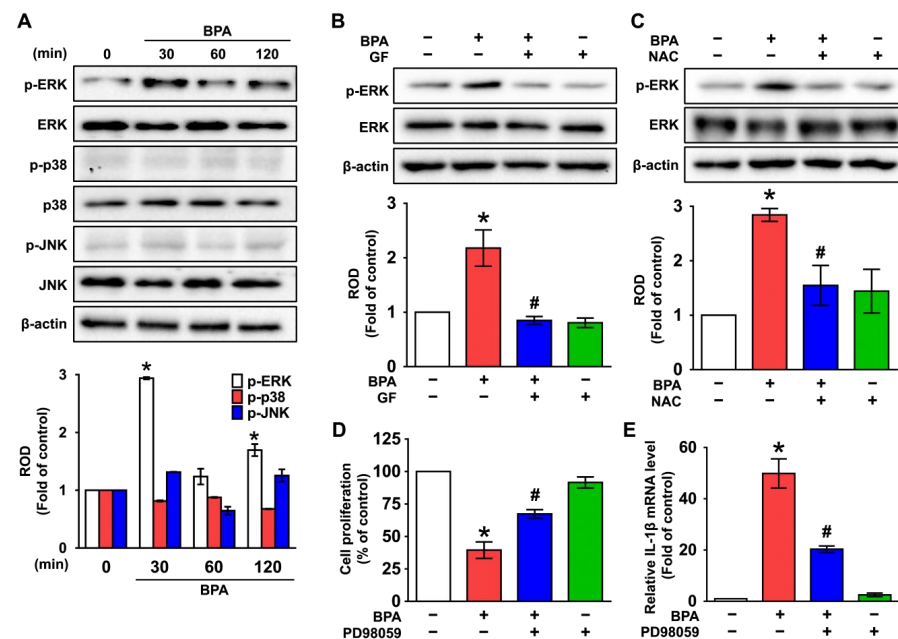 A
BPA
(min) 0 30 60 120
p-ERK
ERK
p-p38
p38
p-JNK
JNK
β-actin
3
2
1
0
ROD
(Fold of control)
p-ERK
p-p38
p-JNK
*
*
(min) 0 30 60 120
BPA
B
BPA − + + −
GF − − + +
p-ERK
ERK
β-actin
3
2
1
0
ROD
(Fold of control)
*
#
BPA − + + −
GF − − + +
C
BPA − + + −
NAC − − + +
p-ERK
ERK
β-actin
3
2
1
0
ROD
(Fold of control)
*
#
BPA − + + −
NAC − − + +
D
125
100
75
50
25
0
Cell proliferation
(% of control)
*
#
BPA − + + −
PD98059 − − + +
E
60
40
20
0
Relative IL-1β mRNA level
(Fold of control)
*
#
BPA − + + −
PD98059 − − + +